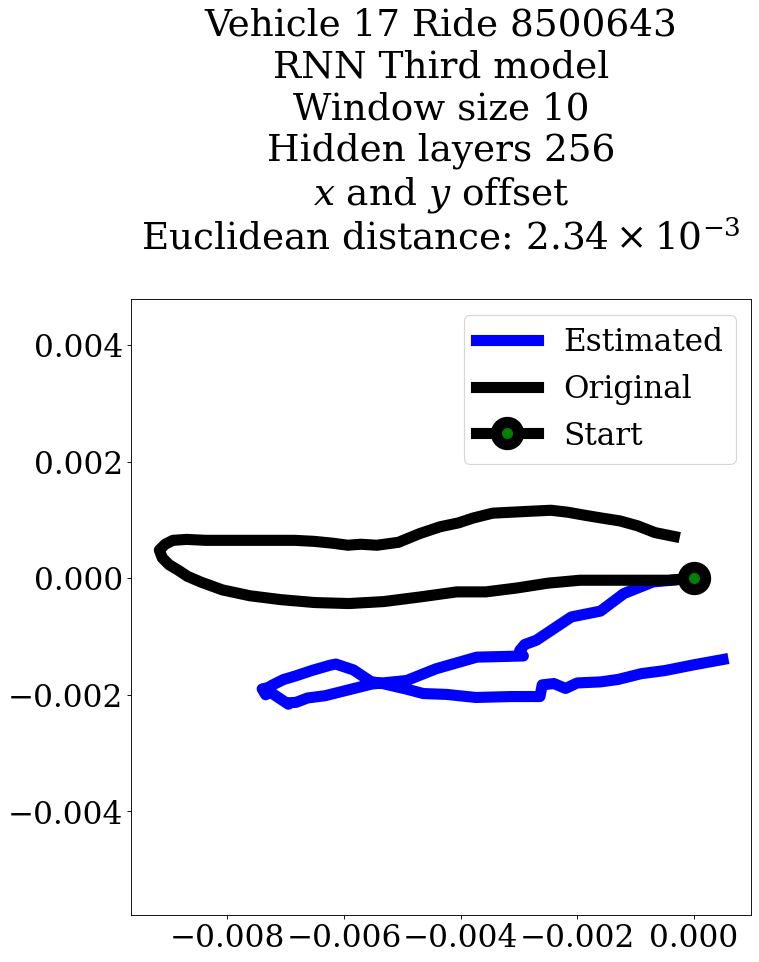 Vehicle 17 Ride 8500643
RNN Third model
Window size 10
Hidden layers 256
x and y offset
Euclidean distance: 2.34 × 10⁻³
Estimated
Original
Start
0.004
0.002
0.000
−0.002
−0.004
−0.008 −0.006 −0.004 −0.002 0.000